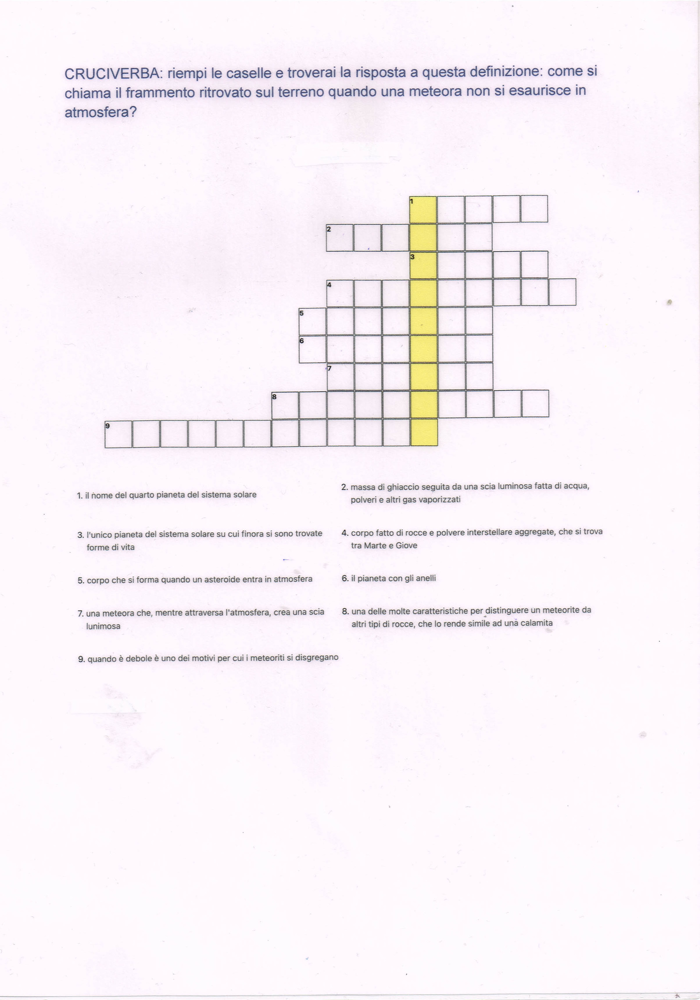 CRUCIVERBA: riempi le caselle e troverai la risposta a questa definizione: come si
chiama il frammento ritrovato sul terreno quando una meteora non si esaurisce in
atmosfera?
1
2
3
4
5
6
7
8
9
1. il nome del quarto pianeta del sistema solare
2. massa di ghiaccio seguita da una scia luminosa fatta di acqua,
polveri e altri gas vaporizzati
3. l'unico pianeta del sistema solare su cui finora si sono trovate
forme di vita
4. corpo fatto di rocce e polvere interstellare aggregate, che si trova
tra Marte e Giove
5. corpo che si forma quando un asteroide entra in atmosfera
6. il pianeta con gli anelli
7. una meteora che, mentre attraversa l'atmosfera, crea una scia
lunimosa
8. una delle molte caratteristiche per distinguere un meteorite da
altri tipi di rocce, che lo rende simile ad una calamita
9. quando è debole è uno dei motivi per cui i meteoriti si disgregano